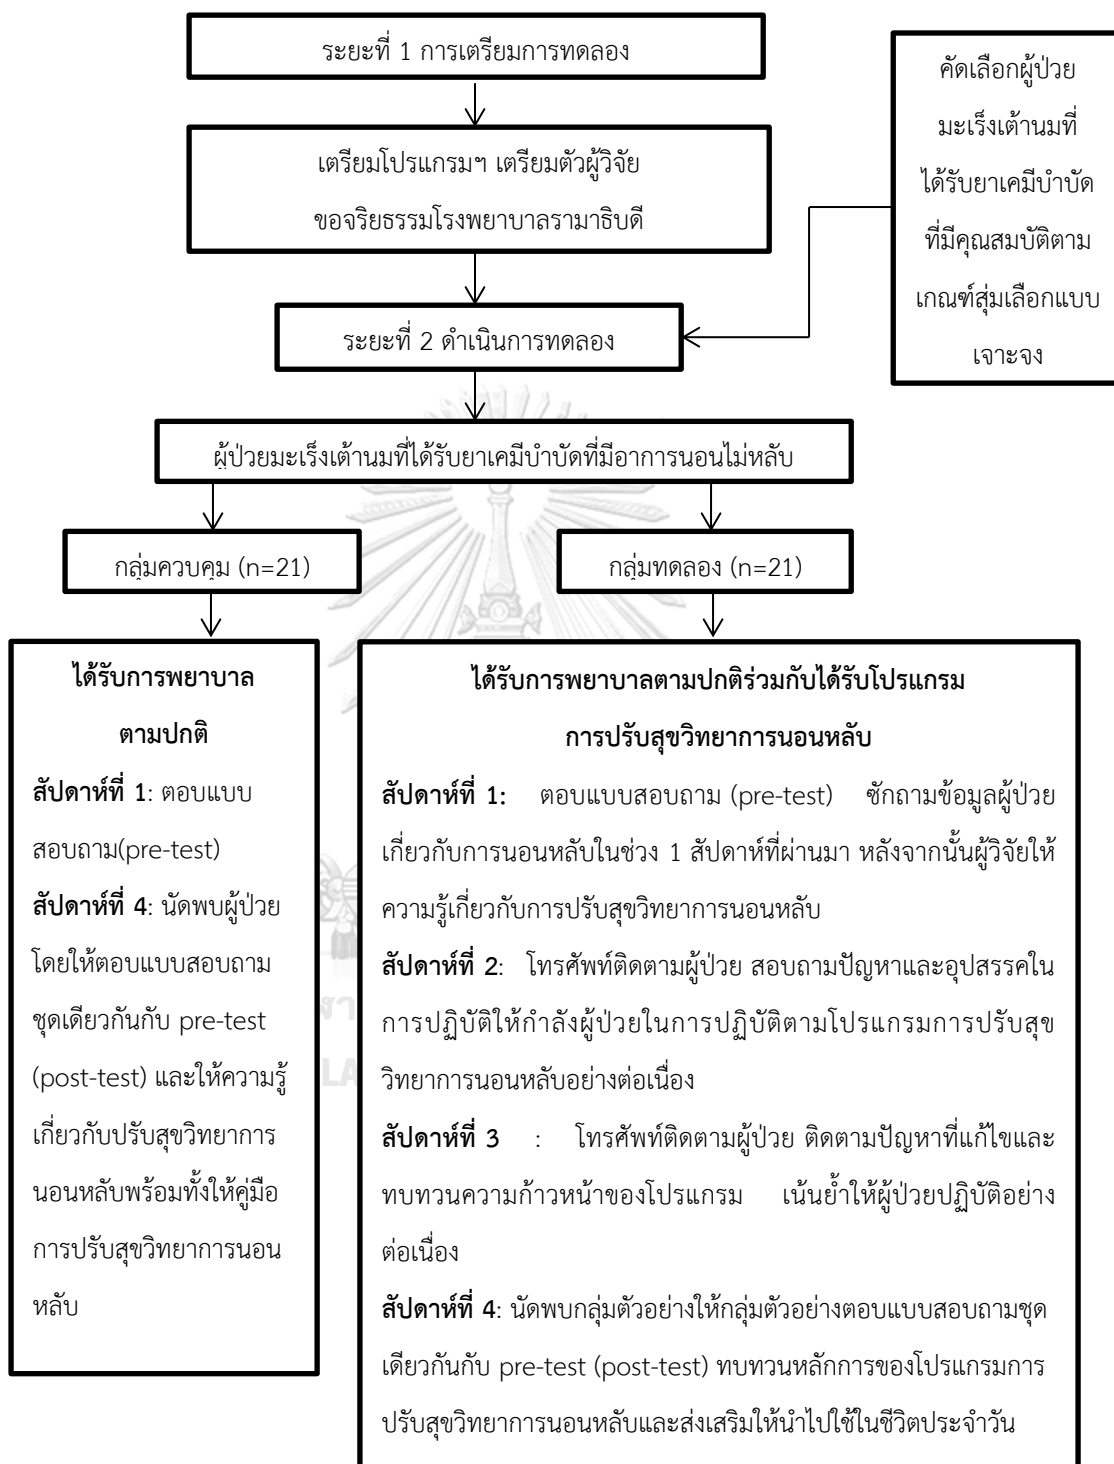 ระยะที่ 1 การเตรียมการทดลอง
เตรียมโปรแกรมฯ เตรียมตัวผู้วิจัย
ขอจริยธรรมโรงพยาบาลรามาธิบดี
คัดเลือกผู้ป่วย
มะเร็งเต้านมที่
ได้รับยาเคมีบำบัด
ที่มีคุณสมบัติตาม
เกณฑ์สุ่มเลือกแบบ
เจาะจง
ระยะที่ 2 ดำเนินการทดลอง
ผู้ป่วยมะเร็งเต้านมที่ได้รับยาเคมีบำบัดที่มีอาการนอนไม่หลับ
กลุ่มควบคุม (n=21)
กลุ่มทดลอง (n=21)
ได้รับการพยาบาล
ตามปกติ
สัปดาห์ที่ 1: ตอบแบบ
สอบถาม(pre-test)
สัปดาห์ที่ 4: นัดพบผู้ป่วย
โดยให้ตอบแบบสอบถาม
ชุดเดียวกันกับ pre-test
(post-test) และให้ความรู้
เกี่ยวกับปรับสุขวิทยาการ
นอนหลับพร้อมทั้งให้คู่มือ
การปรับสุขวิทยาการนอน
หลับ
ได้รับการพยาบาลตามปกติร่วมกับได้รับโปรแกรม
การปรับสุขวิทยาการนอนหลับ
สัปดาห์ที่ 1: ตอบแบบสอบถาม (pre-test) ซักถามข้อมูลผู้ป่วย
เกี่ยวกับการนอนหลับในช่วง 1 สัปดาห์ที่ผ่านมา หลังจากนั้นผู้วิจัยให้
ความรู้เกี่ยวกับการปรับสุขวิทยาการนอนหลับ
สัปดาห์ที่ 2: โทรศัพท์ติดตามผู้ป่วย สอบถามปัญหาและอุปสรรคใน
การปฏิบัติให้กำลังผู้ป่วยในการปฏิบัติตามโปรแกรมการปรับสุข
วิทยาการนอนหลับอย่างต่อเนื่อง
สัปดาห์ที่ 3 : โทรศัพท์ติดตามผู้ป่วย ติดตามปัญหาที่แก้ไขและ
ทบทวนความก้าวหน้าของโปรแกรม เน้นย้ำให้ผู้ป่วยปฏิบัติอย่าง
ต่อเนื่อง
สัปดาห์ที่ 4: นัดพบกลุ่มตัวอย่างให้กลุ่มตัวอย่างตอบแบบสอบถามชุด
เดียวกันกับ pre-test (post-test) ทบทวนหลักการของโปรแกรมการ
ปรับสุขวิทยาการนอนหลับและส่งเสริมให้นำไปใช้ในชีวิตประจำวัน